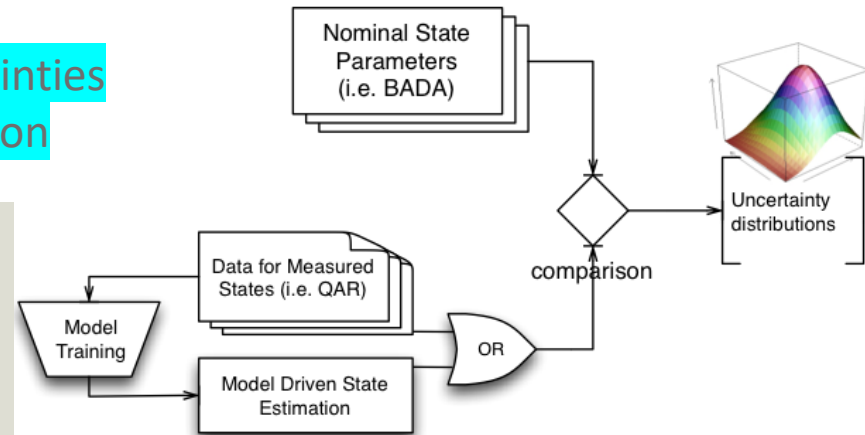 inties
on
Nominal State
Parameters
(i.e. BADA)
Uncertainty
distributions
comparison
Data for Measured
States (i.e. QAR)
Model
Training
OR
Model Driven State
Estimation